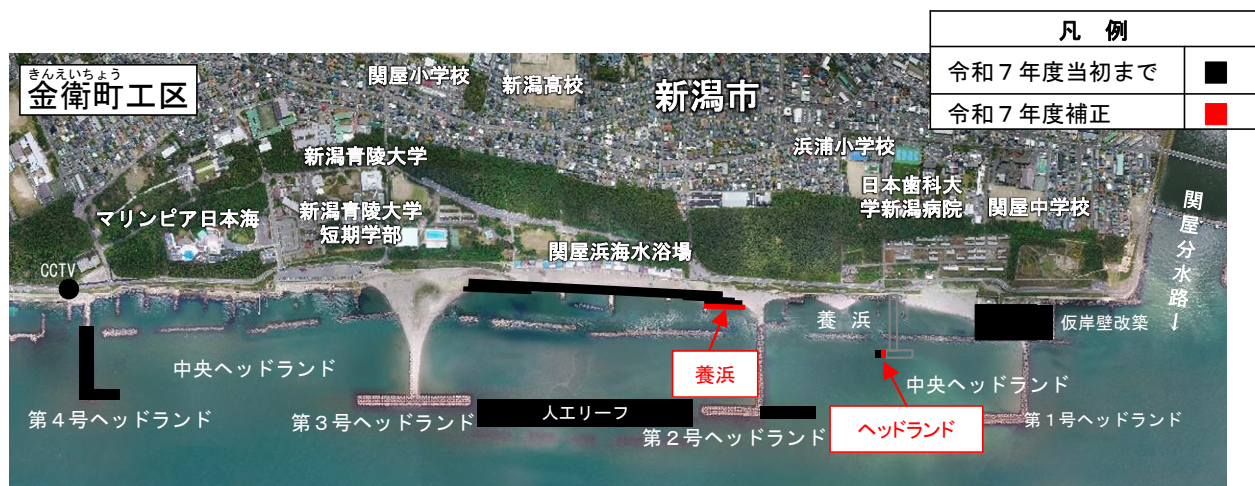 凡 例
令和７年度当初まで
令和７年度補正
きんえいちょう
金衛町工区
関屋小学校
新潟高校
新潟市
浜浦小学校
新潟青陵大学
日本歯科大
学新潟病院
関屋中学校
マリンピア日本海
新潟青陵大学
短期学部
関屋浜海水浴場
関屋分水路→
CCTV
養 浜
仮岸壁改築
養浜
中央ヘッドランド
中央ヘッドランド
人工リーフ
第４号ヘッドランド
第３号ヘッドランド
第２号ヘッドランド
ヘッドランド
第１号ヘッドランド